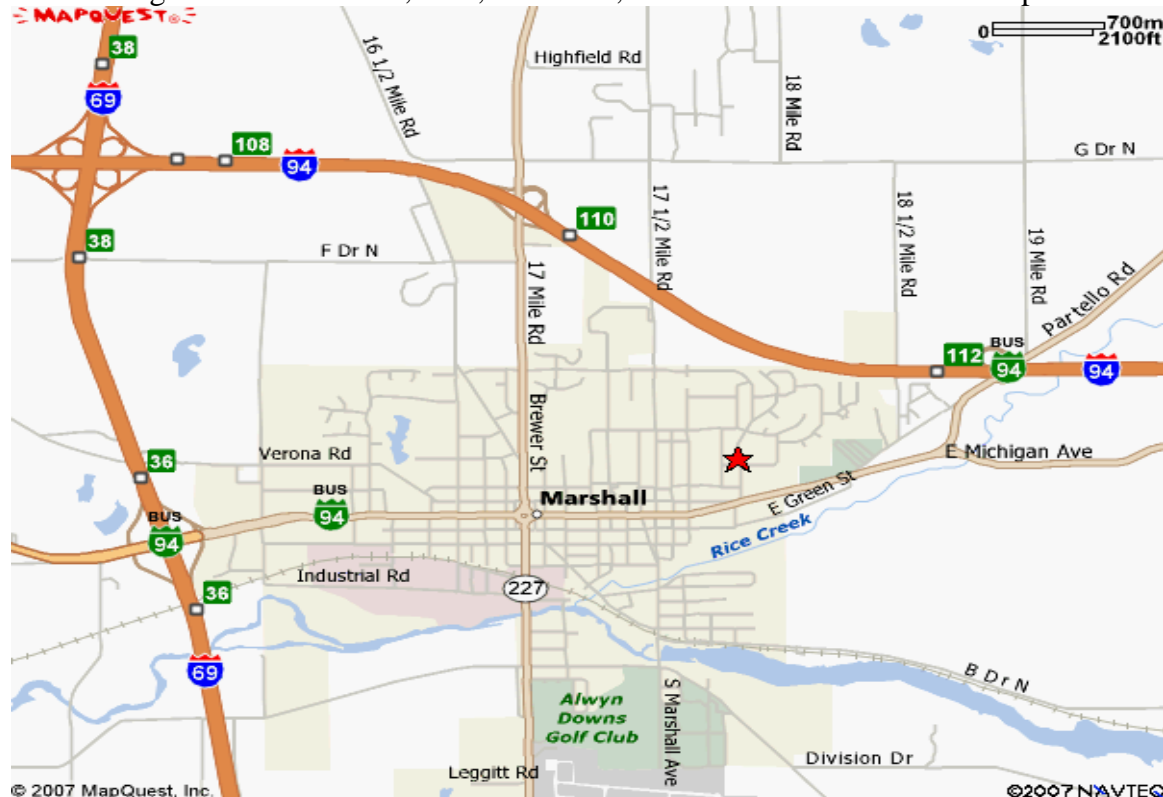 MAPQUEST
0 700m
2100ft
38
69
16 1/2 Mile Rd
Highfield Rd
18 Mile Rd
108
94
G Dr N
110
17 1/2 Mile Rd
18 1/2 Mile Rd
38
F Dr N
17 Mile Rd
19 Mile Rd
Partello Rd
112
BUS
94
94
Brewer St
36
Verona Rd
E Michigan Ave
BUS
94
Marshall
E Green St
BUS
94
Rice Creek
Industrial Rd
36
227
69
B Dr N
Alwyn
Downs
Golf Club
S Marshall Ave
Division Dr
Leggitt Rd
© 2007 MapQuest, Inc.
©2007 NAVTEQ